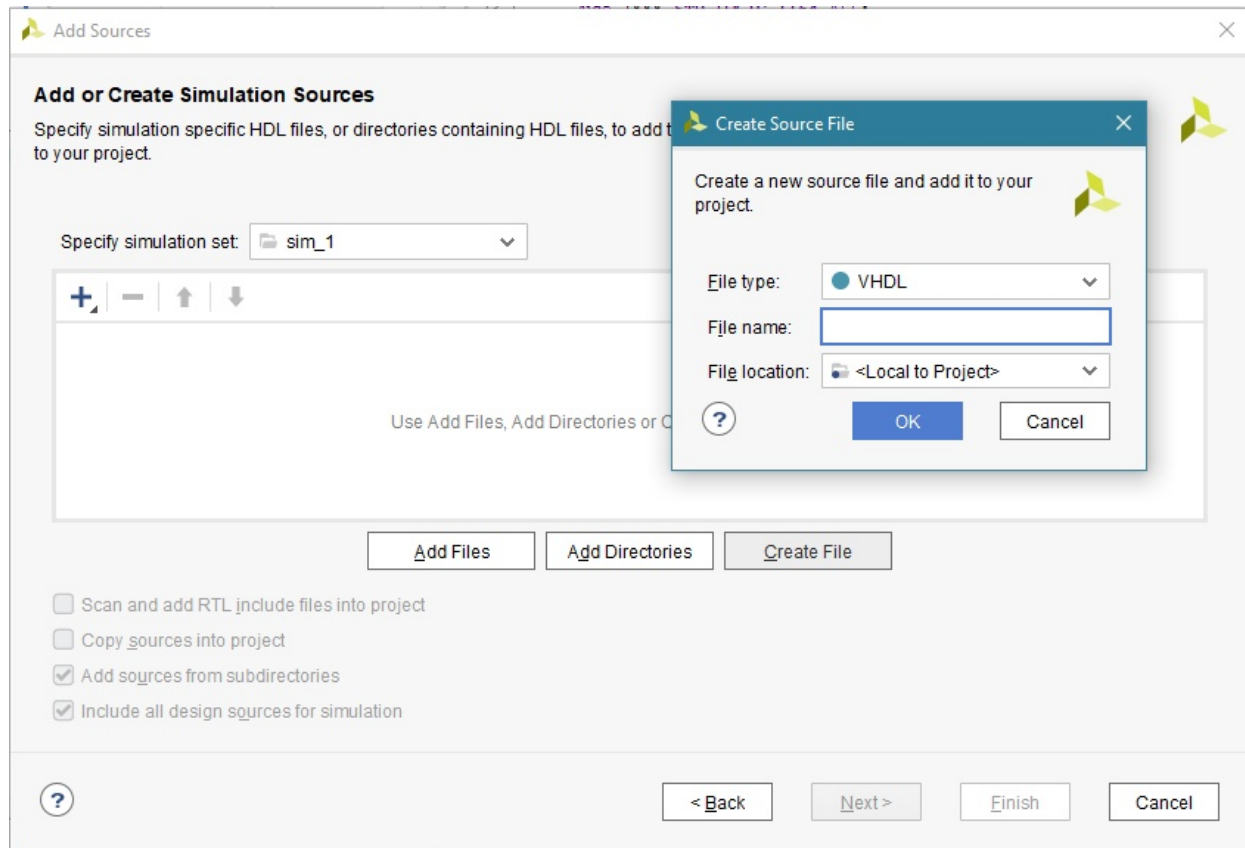 Add Sources
Add or Create Simulation Sources
Specify simulation specific HDL files, or directories containing HDL files, to add t
to your project.
Specify simulation set: sim_1
Use Add Files, Add Directories or C
Add Files Add Directories Create File
Scan and add RTL include files into project
Copy sources into project
Add sources from subdirectories
Include all design sources for simulation
? < Back Next > Finish Cancel
Create Source File
Create a new source file and add it to your
project.
File type: VHDL
File name:
File location: <Local to Project>
? OK Cancel